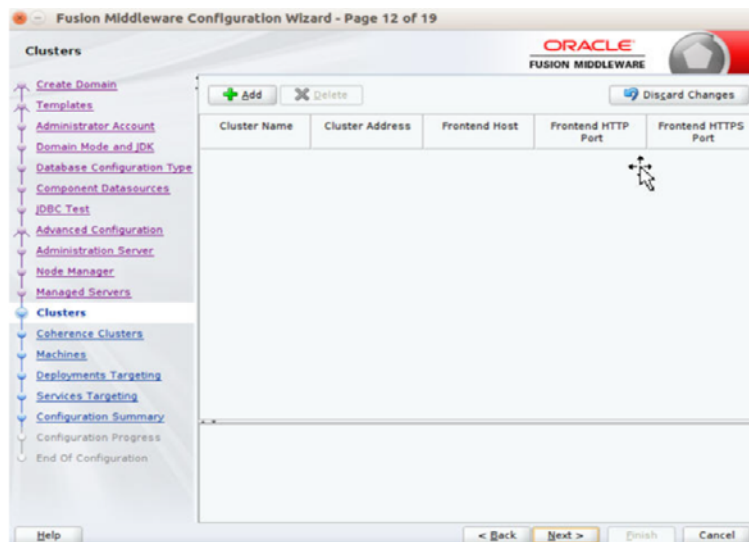 Fusion Middleware Configuration Wizard - Page 12 of 19
Clusters
ORACLE
FUSION MIDDLEWARE
Create Domain
Templates
Administrator Account
Domain Mode and JDK
Database Configuration Type
Component Datasources
JDBC Test
Advanced Configuration
Administration Server
Node Manager
Managed Servers
Clusters
Coherence Clusters
Machines
Deployments Targeting
Services Targeting
Configuration Summary
Configuration Progress
End Of Configuration
Add Delete Discard Changes
Cluster Name Cluster Address Frontend Host Frontend HTTP Port Frontend HTTPS Port
Help < Back Next > Finish Cancel